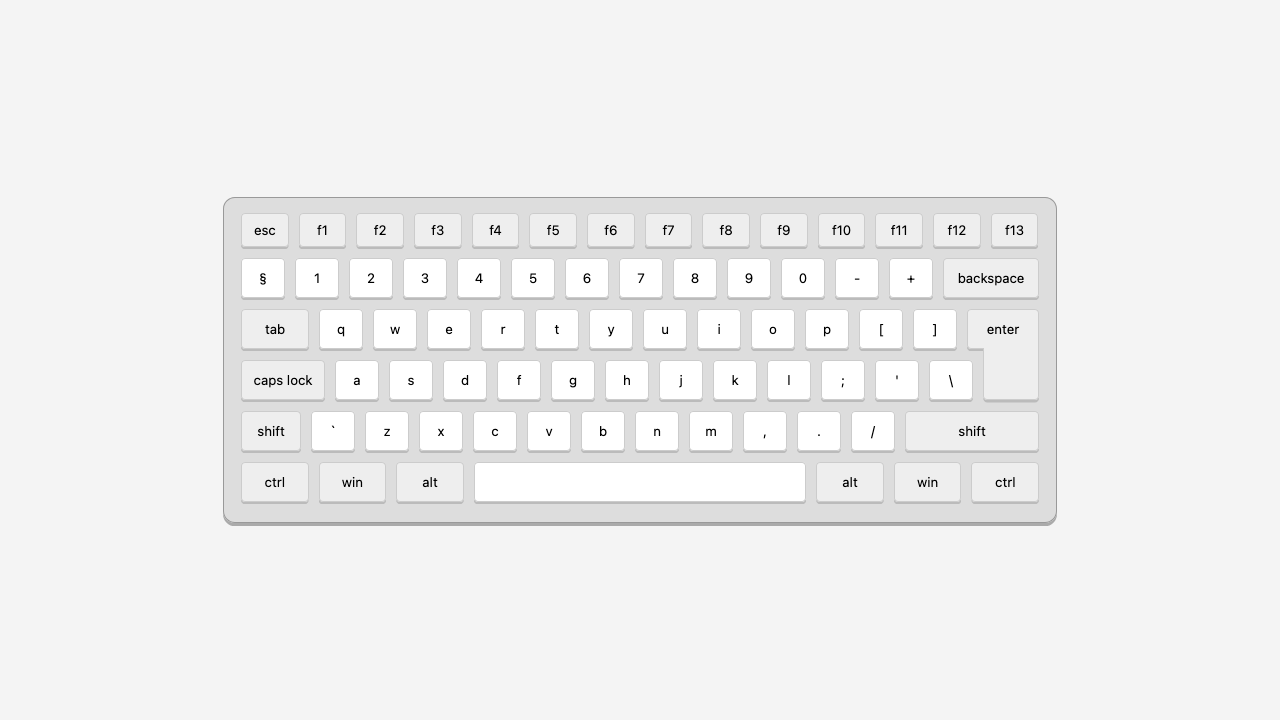 esc f1 f2 f3 f4 f5 f6 f7 f8 f9 f10 f11 f12 f13
§ 1 2 3 4 5 6 7 8 9 0 - + backspace
tab q w e r t y u i o p [ ] enter
caps lock a s d f g h j k l ; ' \
shift ` z x c v b n m , . / shift
ctrl win alt alt win ctrl